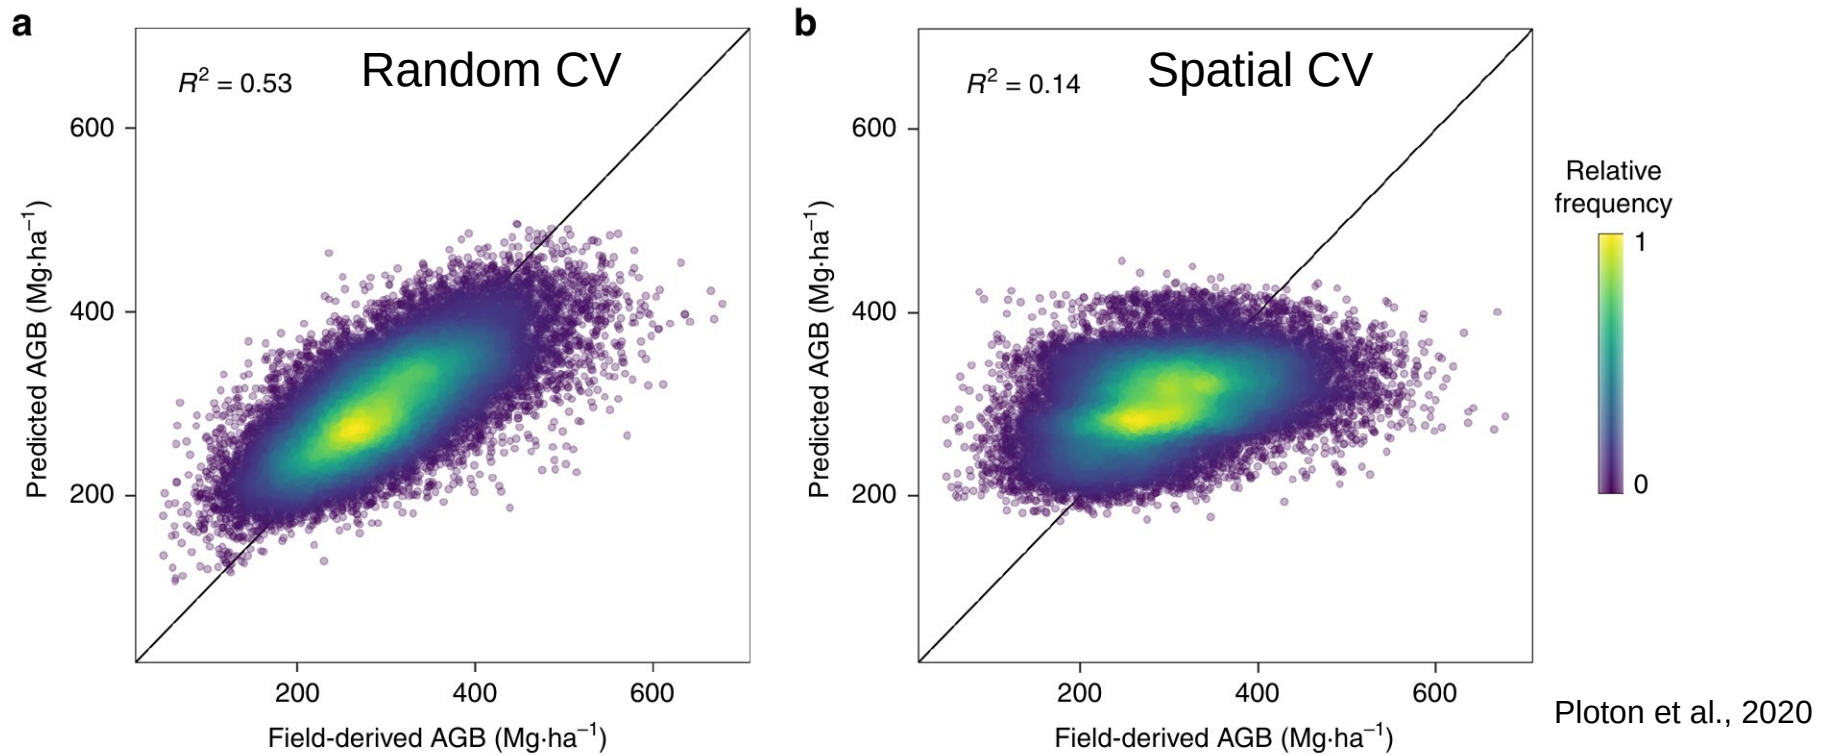 a
R² = 0.53
Random CV
600
400
200
Predicted AGB (Mg·ha⁻¹)
200 400 600
Field-derived AGB (Mg·ha⁻¹)
b
R² = 0.14
Spatial CV
600
400
200
Predicted AGB (Mg·ha⁻¹)
200 400 600
Field-derived AGB (Mg·ha⁻¹)
Relative
frequency
1
0
Ploton et al., 2020